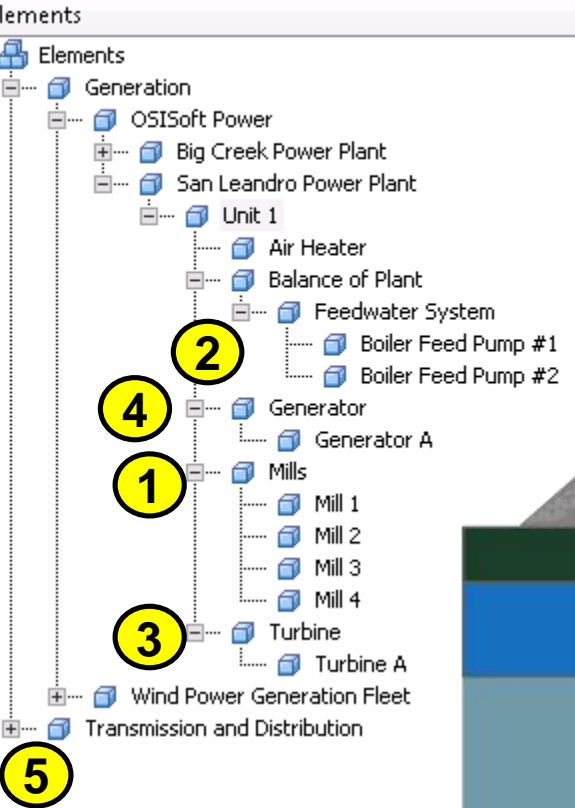 Elements
Generation
OSISoft Power
Big Creek Power Plant
San Leandro Power Plant
Unit 1
Air Heater
Balance of Plant
Feedwater System
2
Boiler Feed Pump #1
Boiler Feed Pump #2
4
Generator
Generator A
1
Mills
Mill 1
Mill 2
Mill 3
Mill 4
3
Turbine
Turbine A
Wind Power Generation Fleet
Transmission and Distribution
5